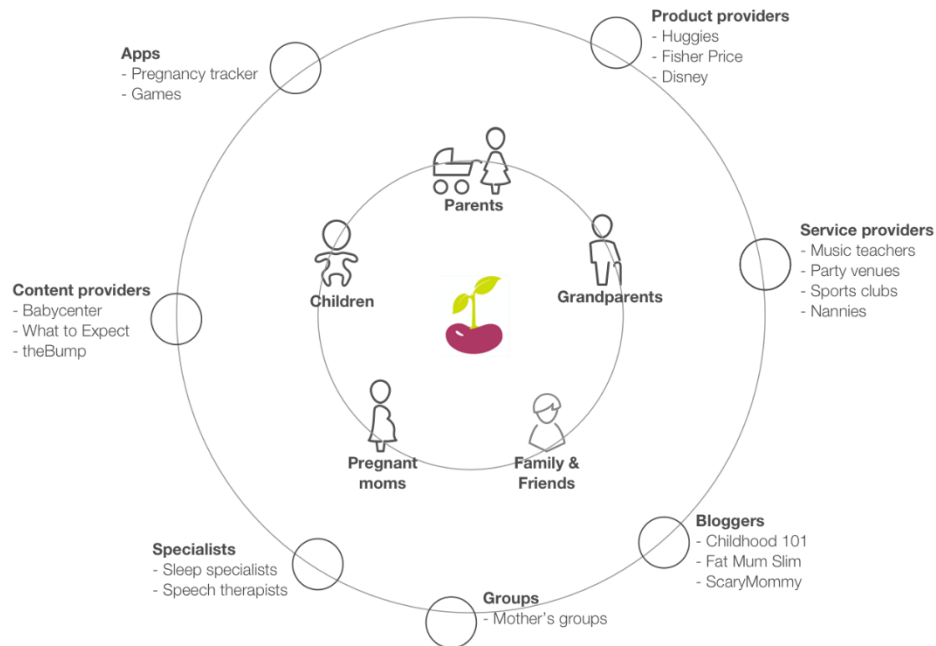 Product providers
- Huggies
- Fisher Price
- Disney
Apps
- Pregnancy tracker
- Games
Parents
Service providers
- Music teachers
- Party venues
- Sports clubs
- Nannies
Grandparents
Children
Content providers
- Babycenter
- What to Expect
- theBump
Pregnant
moms
Family &
Friends
Bloggers
- Childhood 101
- Fat Mum Slim
- ScaryMommy
Specialists
- Sleep specialists
- Speech therapists
Groups
- Mother's groups